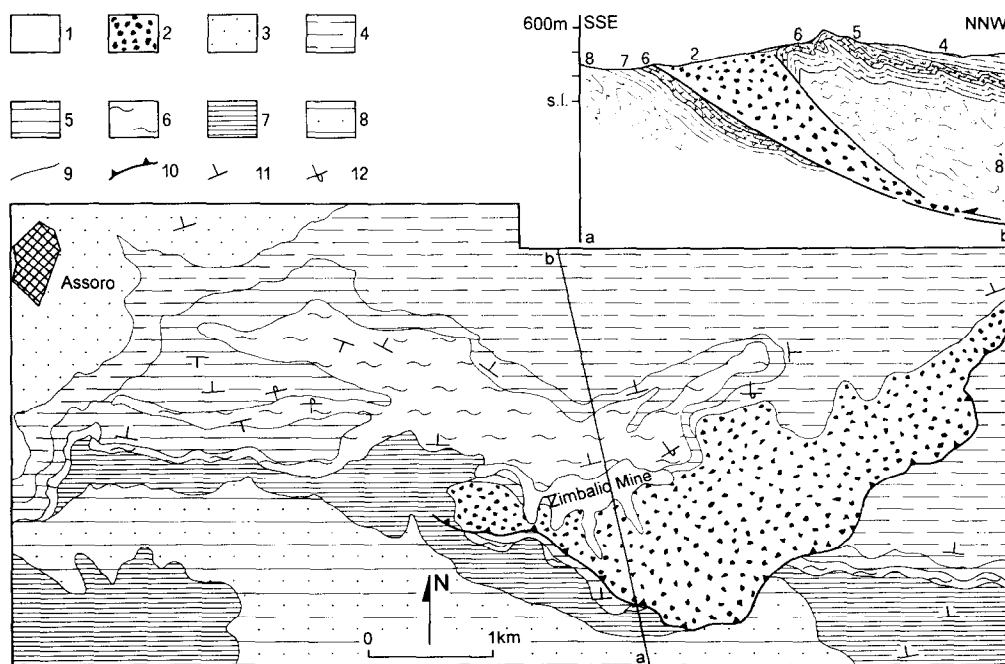 1 2 3 4
5 6 7 8
9 10 11 12
600m SSE NNW
8 7 6 2 6 5 4
s.l.
8
a b
b
Assoro
Zimbalio Mine
N
0 1km
a